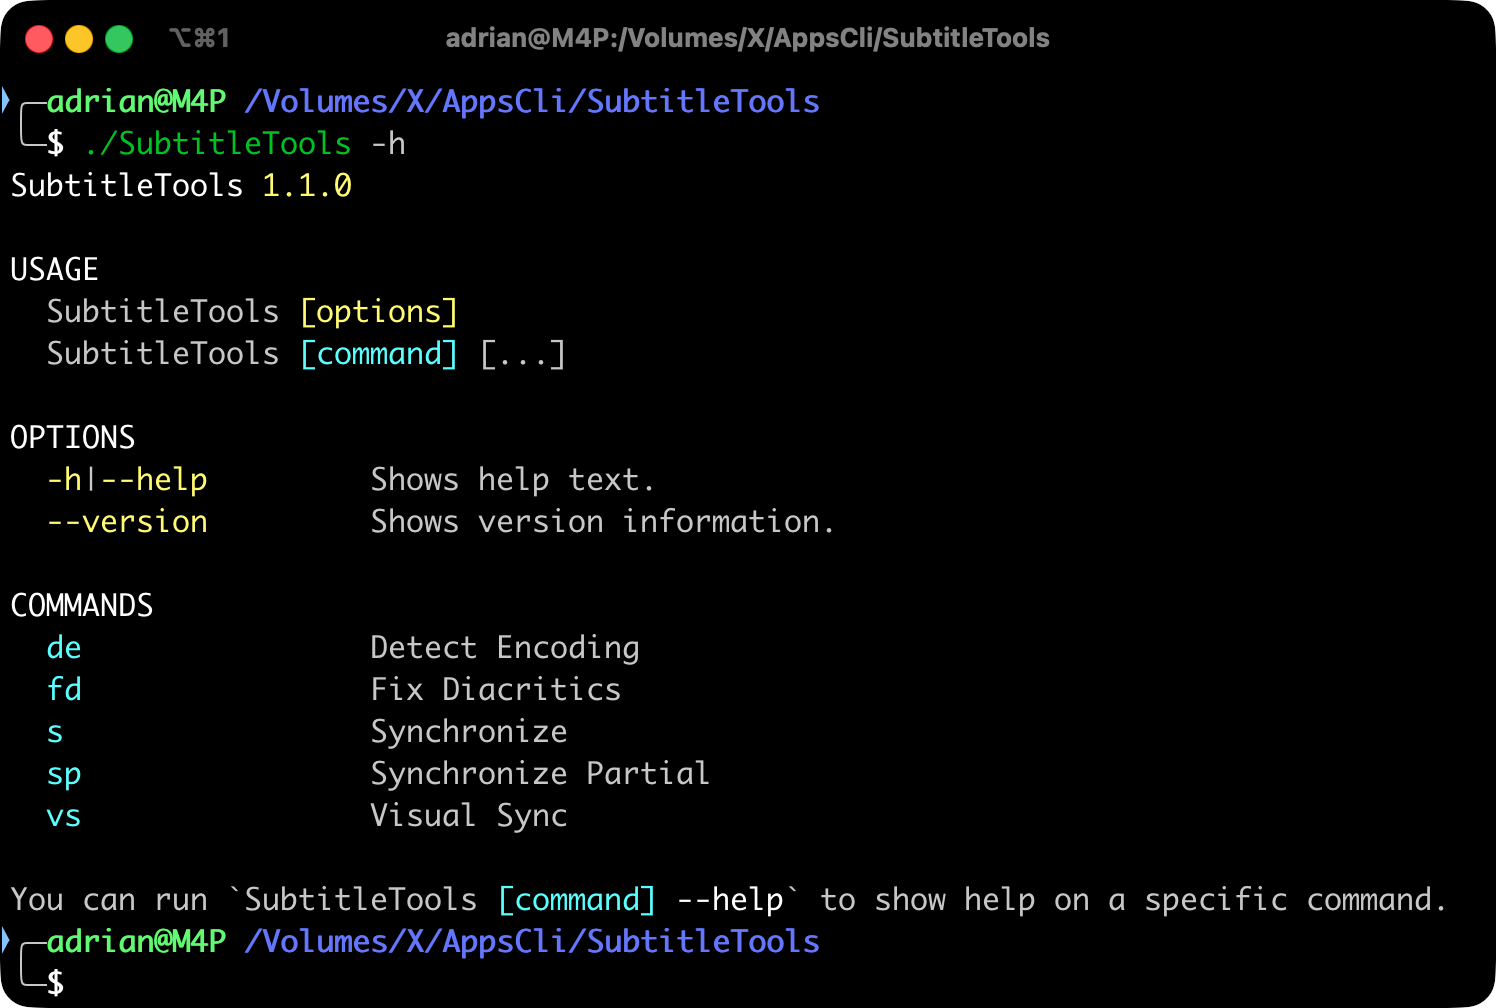 ⌥⌘1 adrian@M4P:/Volumes/X/AppsCli/SubtitleTools
╭─adrian@M4P /Volumes/X/AppsCli/SubtitleTools
╰─$ ./SubtitleTools -h
SubtitleTools 1.1.0
USAGE
SubtitleTools [options]
SubtitleTools [command] [...]
OPTIONS
-h|--help Shows help text.
--version Shows version information.
COMMANDS
de Detect Encoding
fd Fix Diacritics
s Synchronize
sp Synchronize Partial
vs Visual Sync
You can run `SubtitleTools [command] --help` to show help on a specific command.
╭─adrian@M4P /Volumes/X/AppsCli/SubtitleTools
╰─$